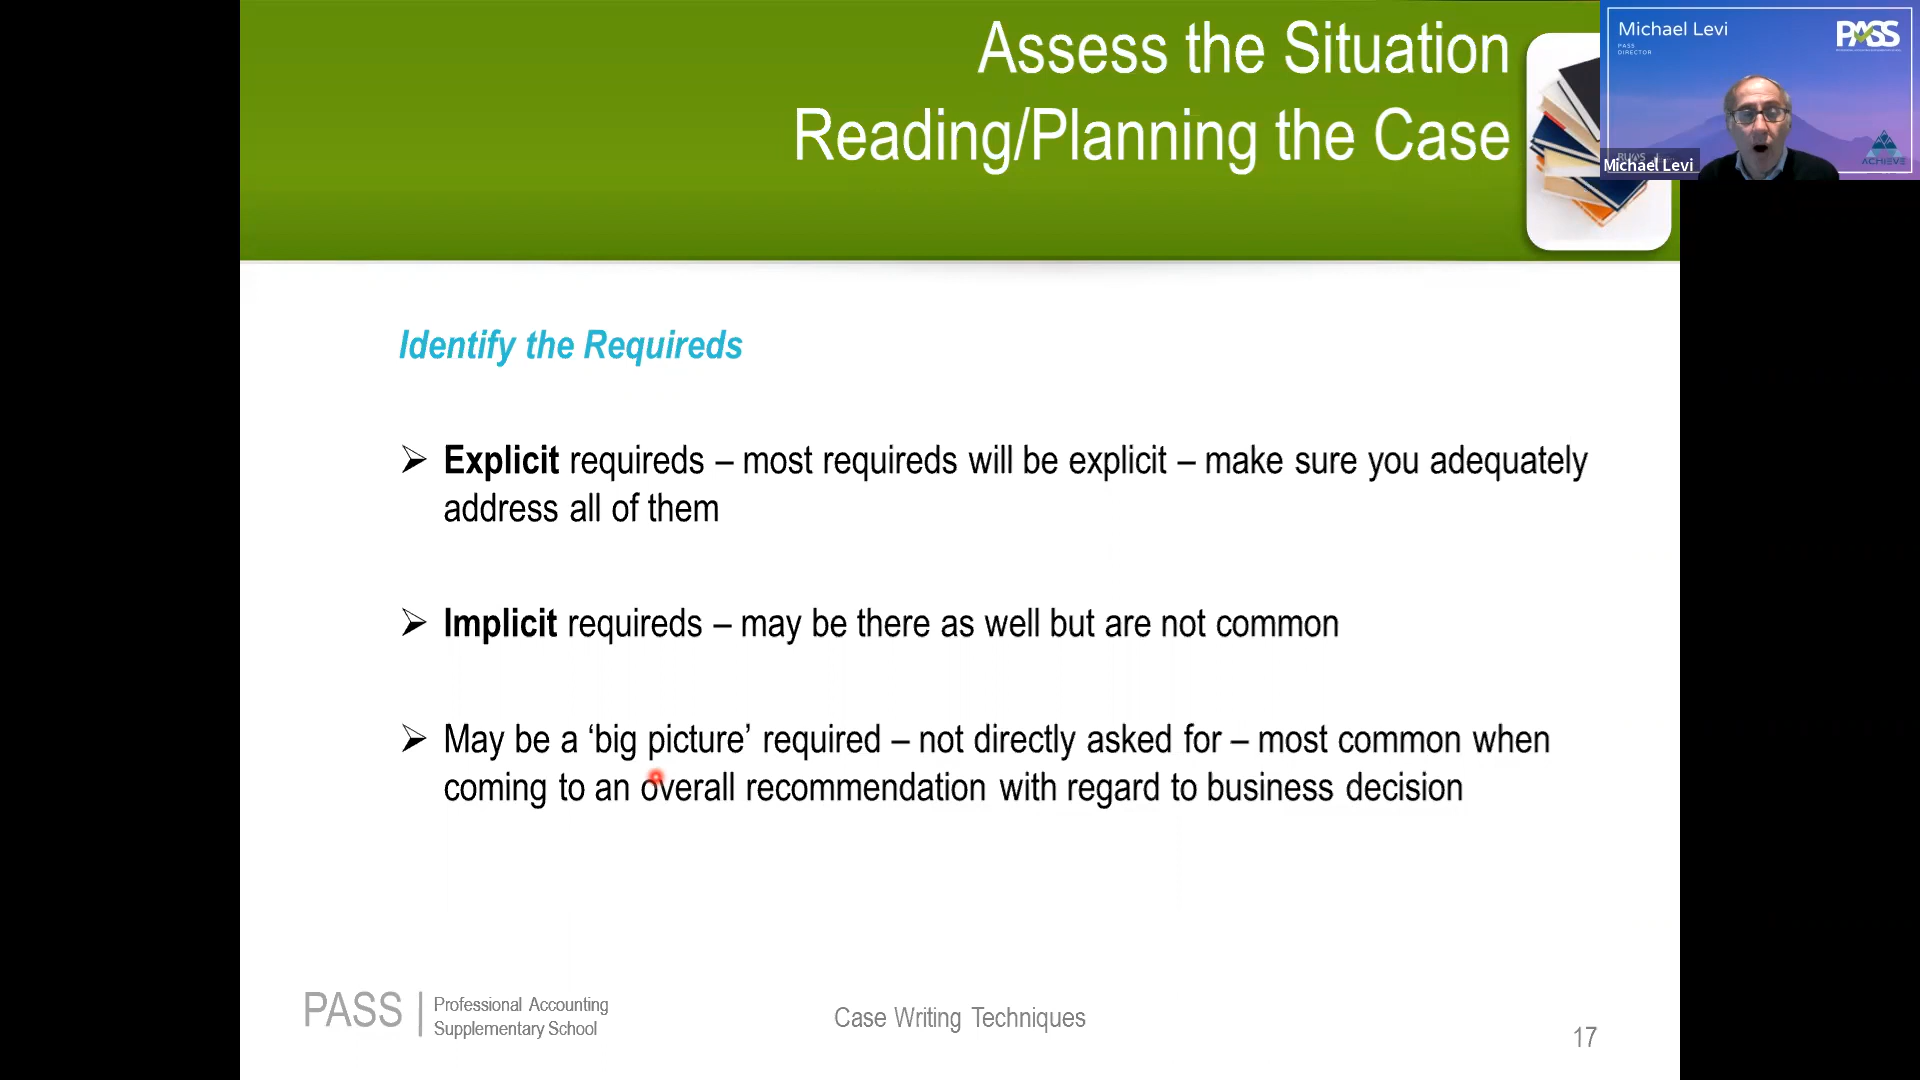 Assess the Situation
Reading/Planning the Case
Michael Levi
PASS
DIRECTOR
PASS
ACHIEVE
Michael Levi
Identify the Requireds
➢ Explicit requireds – most requireds will be explicit – make sure you adequately
address all of them
➢ Implicit requireds – may be there as well but are not common
➢ May be a ‘big picture’ required – not directly asked for – most common when
coming to an overall recommendation with regard to business decision
PASS | Professional Accounting
Supplementary School
Case Writing Techniques
17